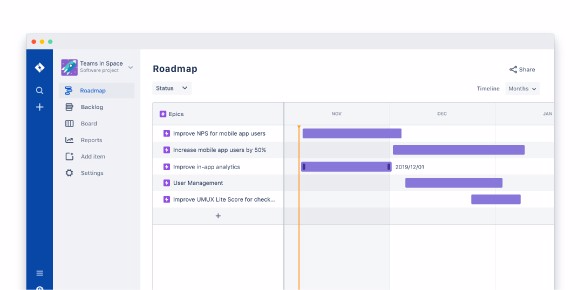 Teams in Space
Software project
Roadmap
Backlog
Board
Reports
Add item
Settings
Roadmap
Share
Status
Timeline
Months
Epics
NOV
DEC
JAN
Improve NPS for mobile app users
Increase mobile app users by 50%
Improve in-app analytics
2019/12/01
User Management
Improve UMUX Lite Score for check...